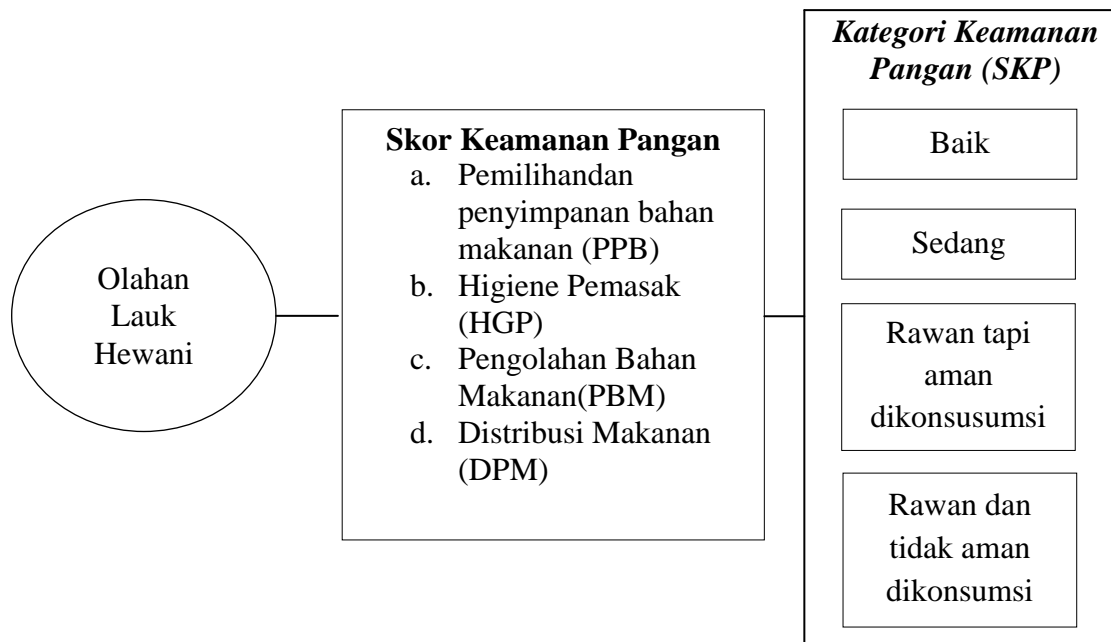 Olahan
Lauk
Hewani
Skor Keamanan Pangan
a. Pemilihandan
penyimpanan bahan
makanan (PPB)
b. Higiene Pemasak
(HGP)
c. Pengolahan Bahan
Makanan(PBM)
d. Distribusi Makanan
(DPM)
Kategori Keamanan
Pangan (SKP)
Baik
Sedang
Rawan tapi
aman
dikonsusumsi
Rawan dan
tidak aman
dikonsumsi